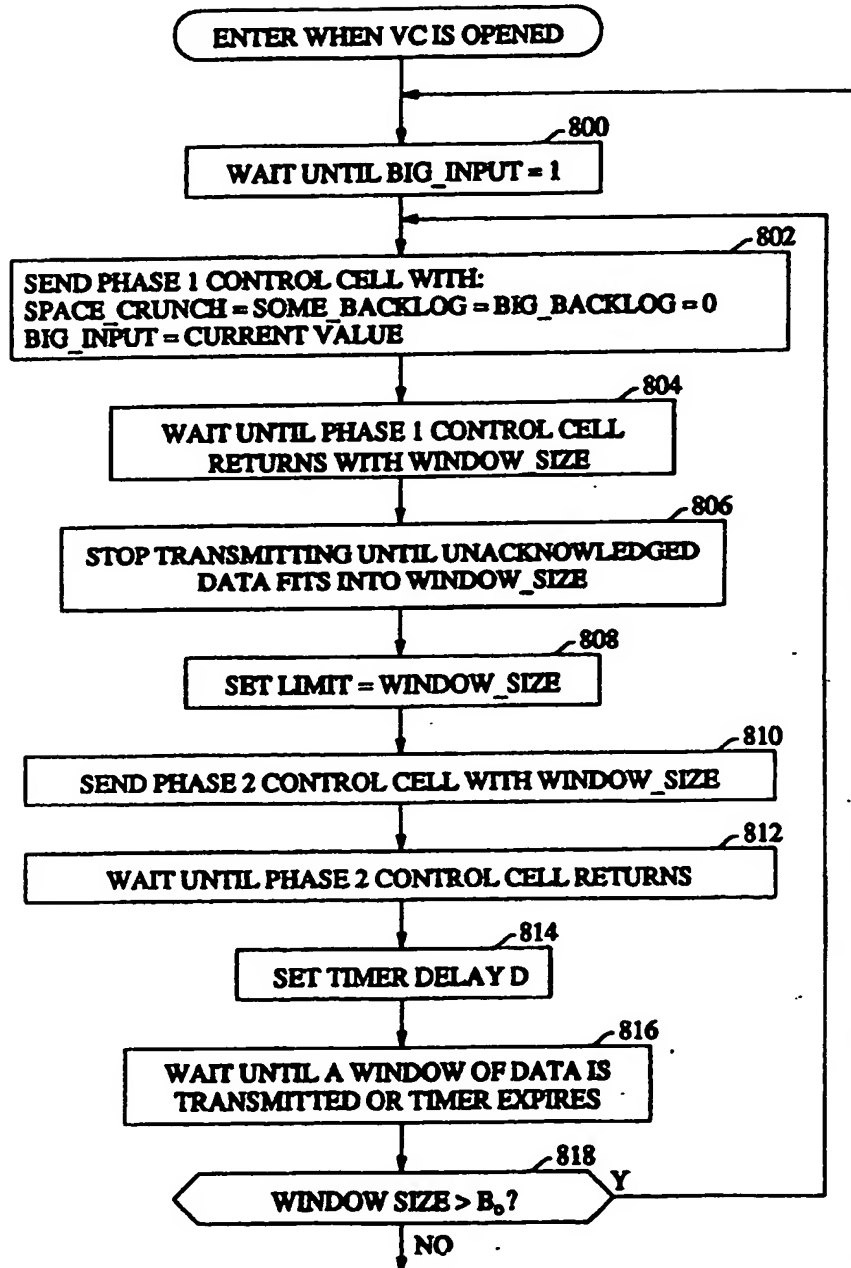 ENTER WHEN VC IS OPENED
800
WAIT UNTIL BIG_INPUT = 1
802
SEND PHASE 1 CONTROL CELL WITH:
SPACE_CRUNCH = SOME_BACKLOG = BIG_BACKLOG = 0
BIG_INPUT = CURRENT VALUE
804
WAIT UNTIL PHASE 1 CONTROL CELL
RETURNS WITH WINDOW_SIZE
806
STOP TRANSMITTING UNTIL UNACKNOWLEDGED
DATA FITS INTO WINDOW_SIZE
808
SET LIMIT = WINDOW_SIZE
810
SEND PHASE 2 CONTROL CELL WITH WINDOW_SIZE
812
WAIT UNTIL PHASE 2 CONTROL CELL RETURNS
814
SET TIMER DELAY D
816
WAIT UNTIL A WINDOW OF DATA IS
TRANSMITTED OR TIMER EXPIRES
818
WINDOW SIZE > B₀?
Y
NO